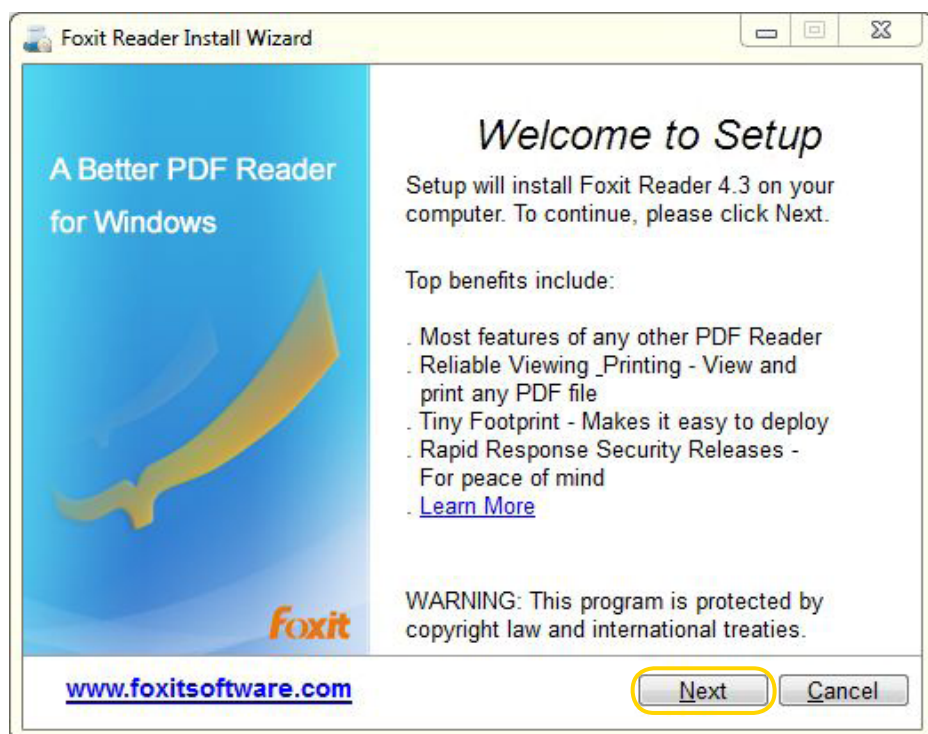 Foxit Reader Install Wizard
A Better PDF Reader
for Windows
foxit
Welcome to Setup
Setup will install Foxit Reader 4.3 on your
computer. To continue, please click Next.
Top benefits include:
. Most features of any other PDF Reader
. Reliable Viewing _Printing - View and
print any PDF file
. Tiny Footprint - Makes it easy to deploy
. Rapid Response Security Releases -
For peace of mind
. Learn More
WARNING: This program is protected by
copyright law and international treaties.
www.foxitsoftware.com
Next
Cancel